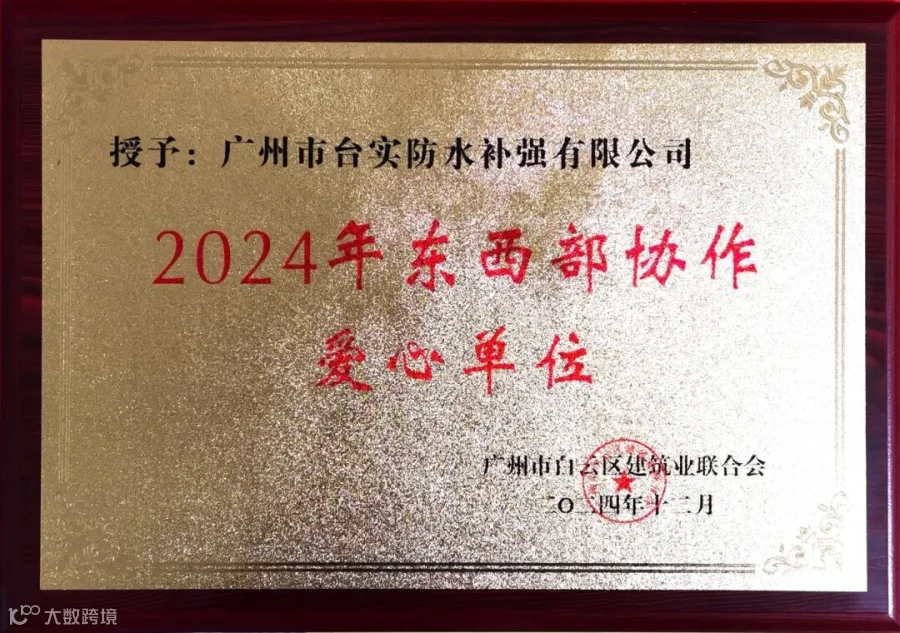 授予：广州市台实防水补强有限公司
2024年东西部协作
爱心单位
广州市白云区建筑业联合会
二〇二四年十二月
大数跨境